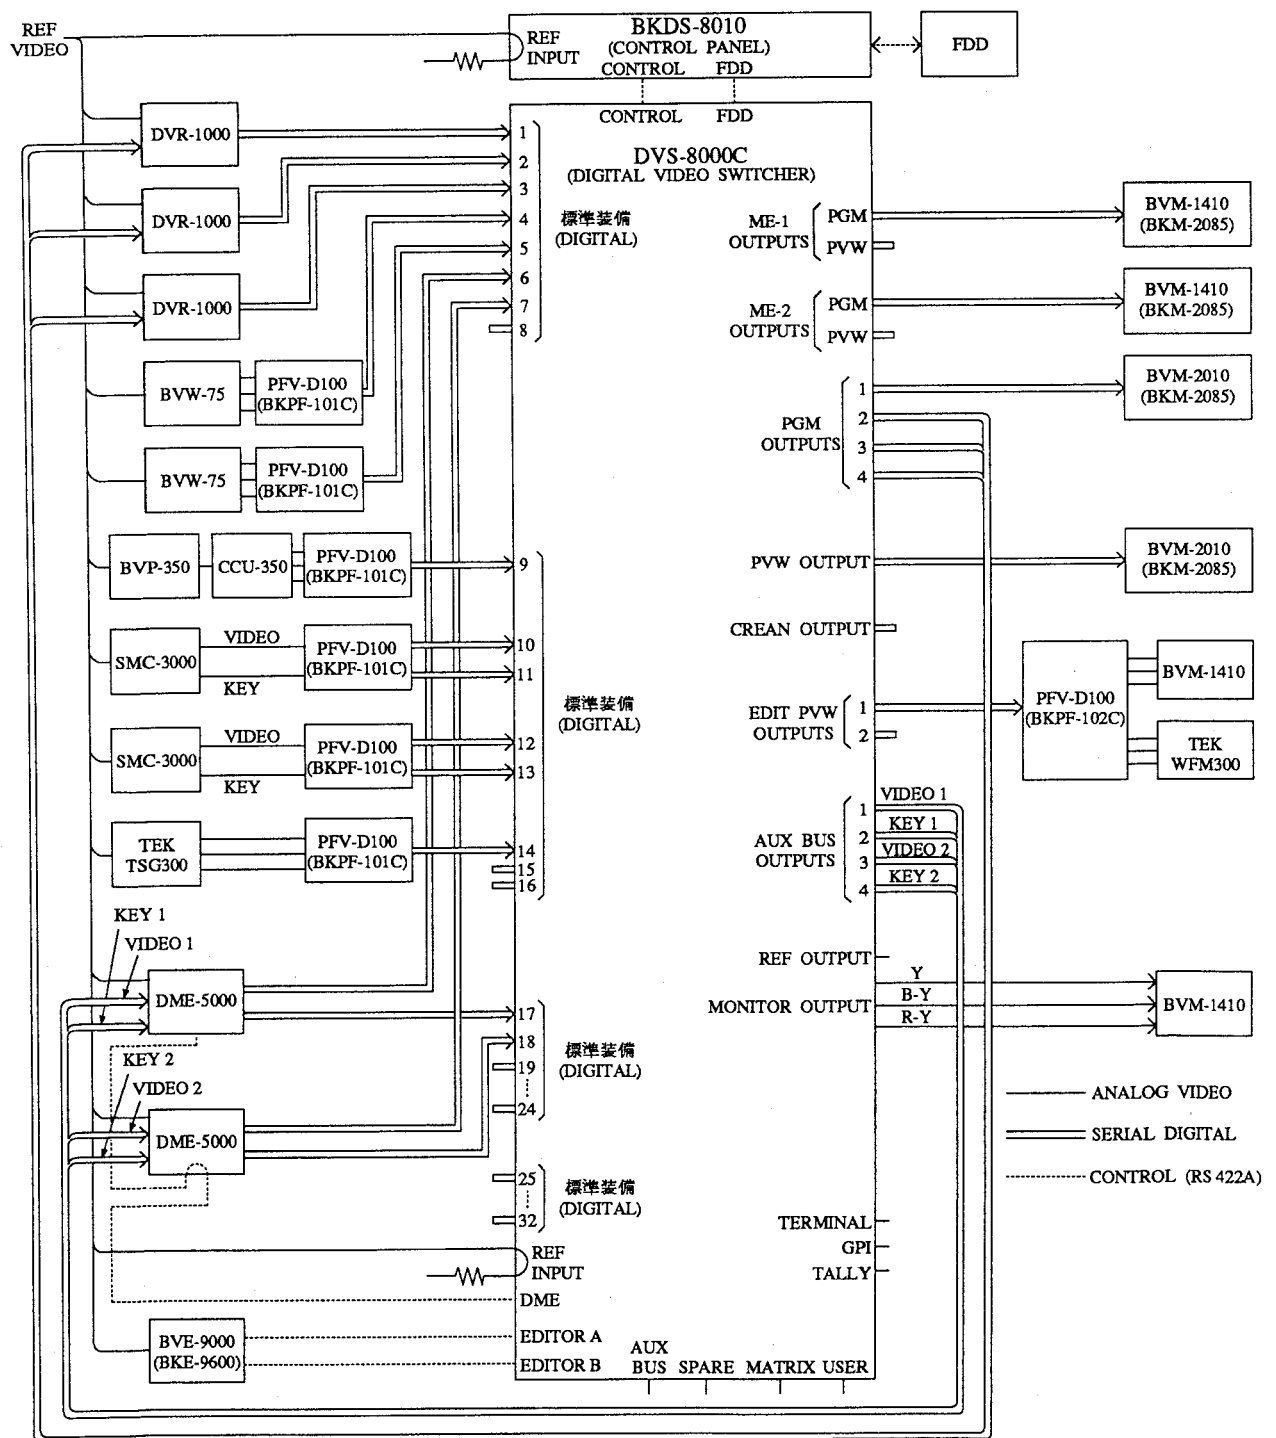 REF
VIDEO
BKDS-8010
(CONTROL PANEL)
REF
INPUT
CONTROL FDD
FDD
CONTROL FDD
DVS-8000C
(DIGITAL VIDEO SWITCHER)
DVR-1000
DVR-1000
DVR-1000
BVW-75
PFV-D100
(BKPF-101C)
BVW-75
PFV-D100
(BKPF-101C)
1
2
3
4
5
6
7
8
標準装備
(DIGITAL)
BVP-350
CCU-350
PFV-D100
(BKPF-101C)
SMC-3000
VIDEO
KEY
PFV-D100
(BKPF-101C)
SMC-3000
VIDEO
KEY
PFV-D100
(BKPF-101C)
TEK
TSG300
PFV-D100
(BKPF-101C)
9
10
11
12
13
14
15
16
標準装備
(DIGITAL)
KEY 1
VIDEO 1
DME-5000
KEY 2
VIDEO 2
DME-5000
17
18
19
24
標準装備
(DIGITAL)
25
32
標準装備
(DIGITAL)
REF
INPUT
DME
BVE-9000
(BKE-9600)
EDITOR A
EDITOR B
AUX
BUS SPARE MATRIX USER
ME-1
OUTPUTS
PGM
PVW
BVM-1410
(BKM-2085)
ME-2
OUTPUTS
PGM
PVW
BVM-1410
(BKM-2085)
PGM
OUTPUTS
1
2
3
4
BVM-2010
(BKM-2085)
PVW OUTPUT
BVM-2010
(BKM-2085)
CREAN OUTPUT
EDIT PVW
OUTPUTS
1
2
PFV-D100
(BKPF-102C)
BVM-1410
TEK
WFM300
AUX BUS
OUTPUTS
1
2
3
4
VIDEO 1
KEY 1
VIDEO 2
KEY 2
REF OUTPUT
MONITOR OUTPUT
Y
B-Y
R-Y
BVM-1410
ANALOG VIDEO
SERIAL DIGITAL
CONTROL (RS 422A)
TERMINAL
GPI
TALLY